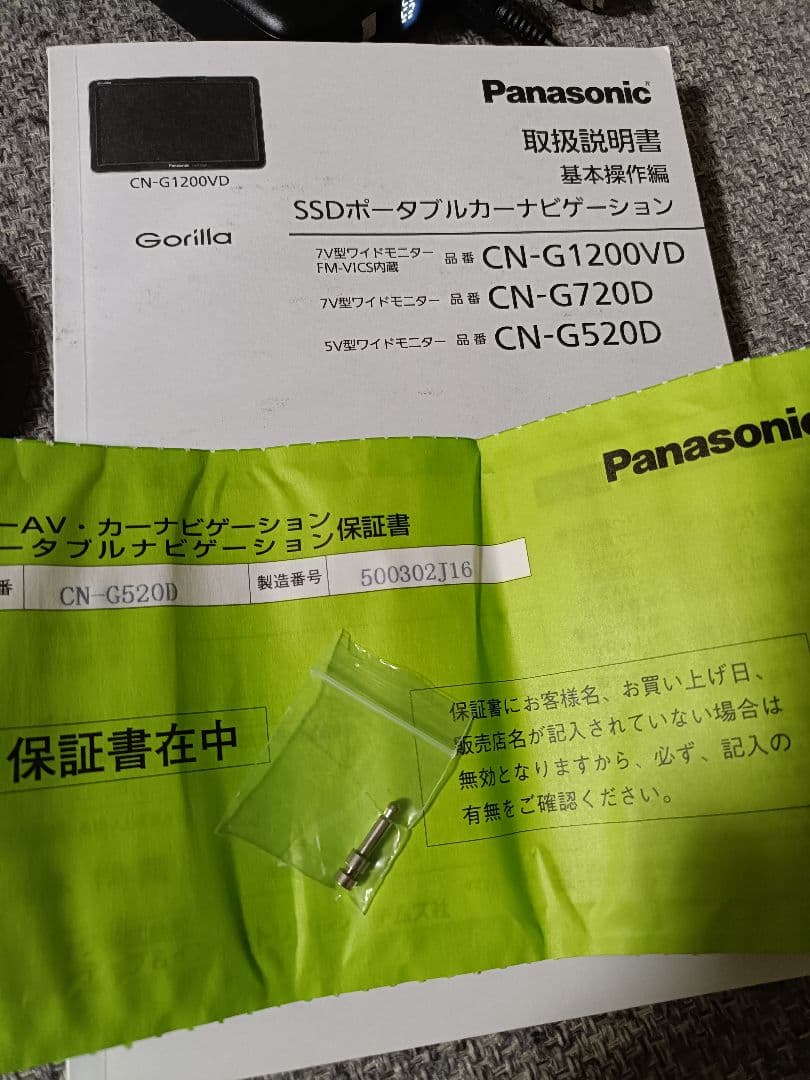 Panasonic
取扱説明書
基本操作編
CN-G1200VD
SSDポータブルカーナビゲーション
Gorilla
7V型ワイドモニター
FM-VICS内蔵
品番 CN-G1200VD
7V型ワイドモニター 品番 CN-G720D
5V型ワイドモニター 品番 CN-G520D
Panasonic
ーAV・カーナビゲーション
ータブルナビゲーション
保証書
番 CN-G520D 製造番号 500302J16
保証書在中
保証書にお客様名、お買い上げ日、
販売店名が記入されていない場合は
無効となりますから、必ず、記入の
有無をご確認ください。